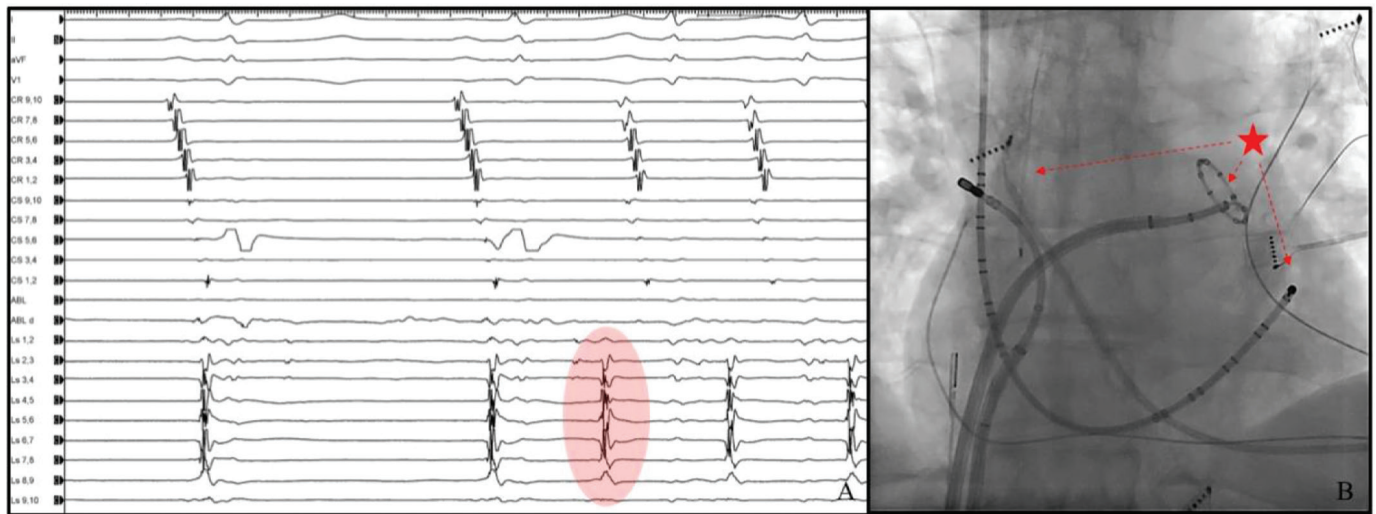 I
II
aVF
V1
CR 9,10
CR 7,8
CR 5,6
CR 3,4
CR 1,2
CS 9,10
CS 7,8
CS 5,6
CS 3,4
CS 1,2
ABL
ABL d
Ls 1,2
Ls 2,3
Ls 3,4
Ls 4,5
Ls 5,6
Ls 6,7
Ls 7,8
Ls 8,9
Ls 9,10
A
B